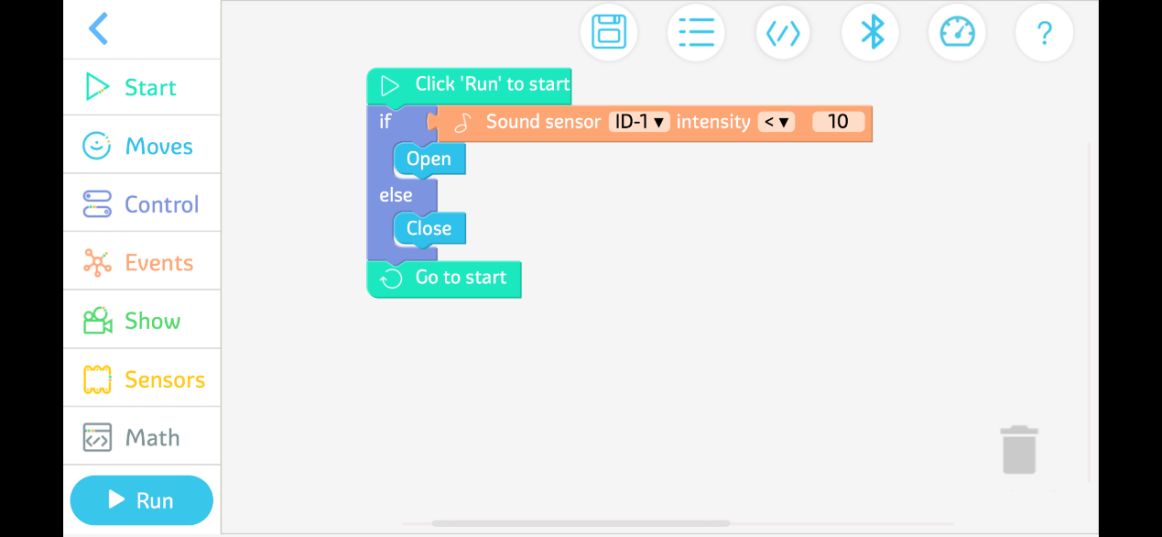 Start
Moves
Control
Events
Show
Sensors
Math
Run
?
Click 'Run' to start
if Sound sensor ID-1 ▾ intensity < ▾ 10
Open
else
Close
Go to start